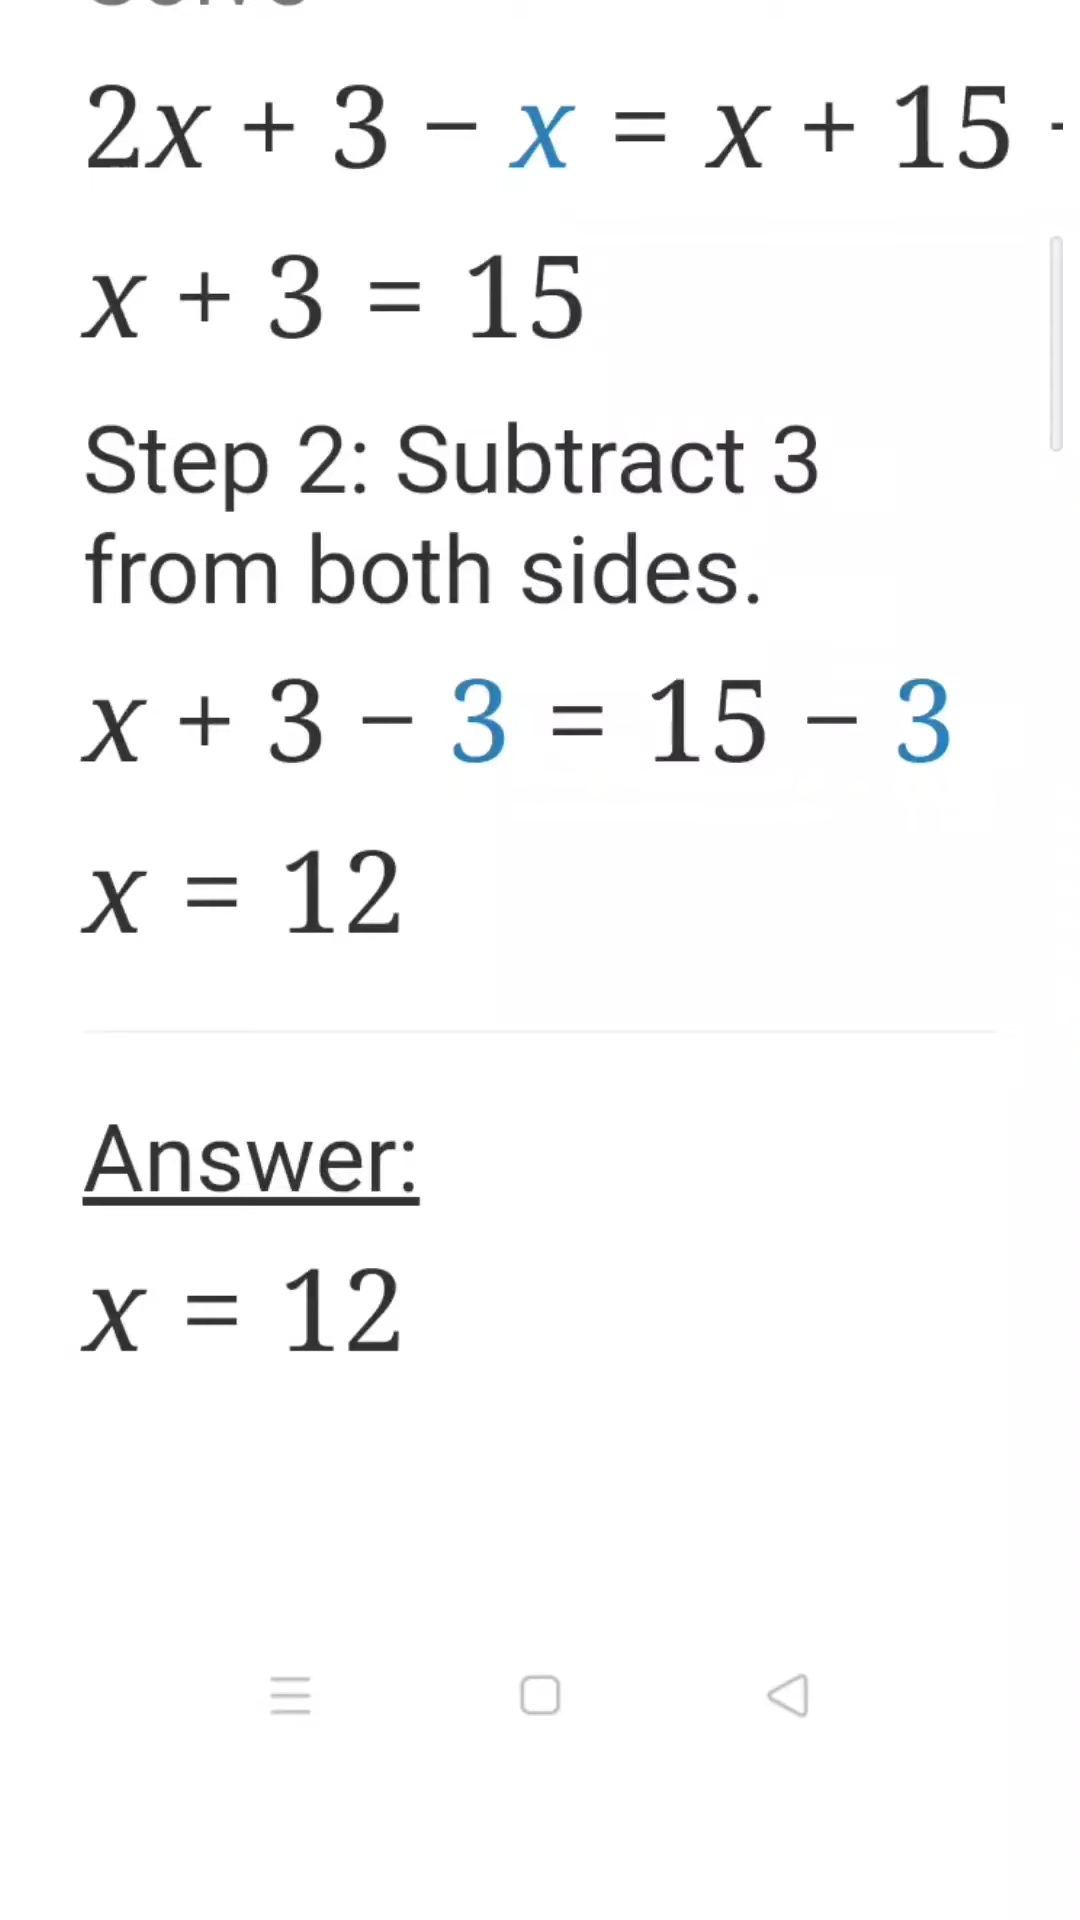 2x + 3 − x = x + 15 -
x + 3 = 15
Step 2: Subtract 3
from both sides.
x + 3 − 3 = 15 − 3
x = 12
Answer:
x = 12